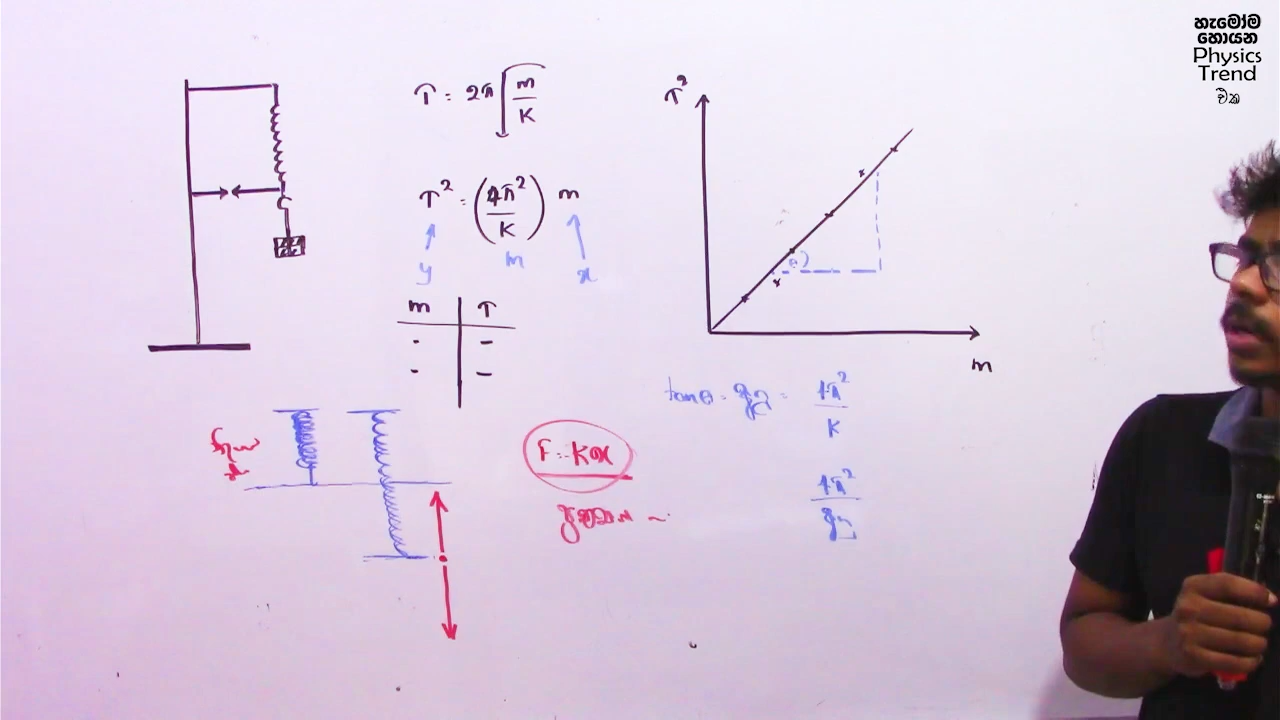 හැමෝම
හොයන
Physics
Trend
එක
T = 2π√(m/K)
T² = (4π²/K) m
y m x
m T
- -
- -
T²
m
θ
tanθ = = 4π²/K
4π²
F = Kx